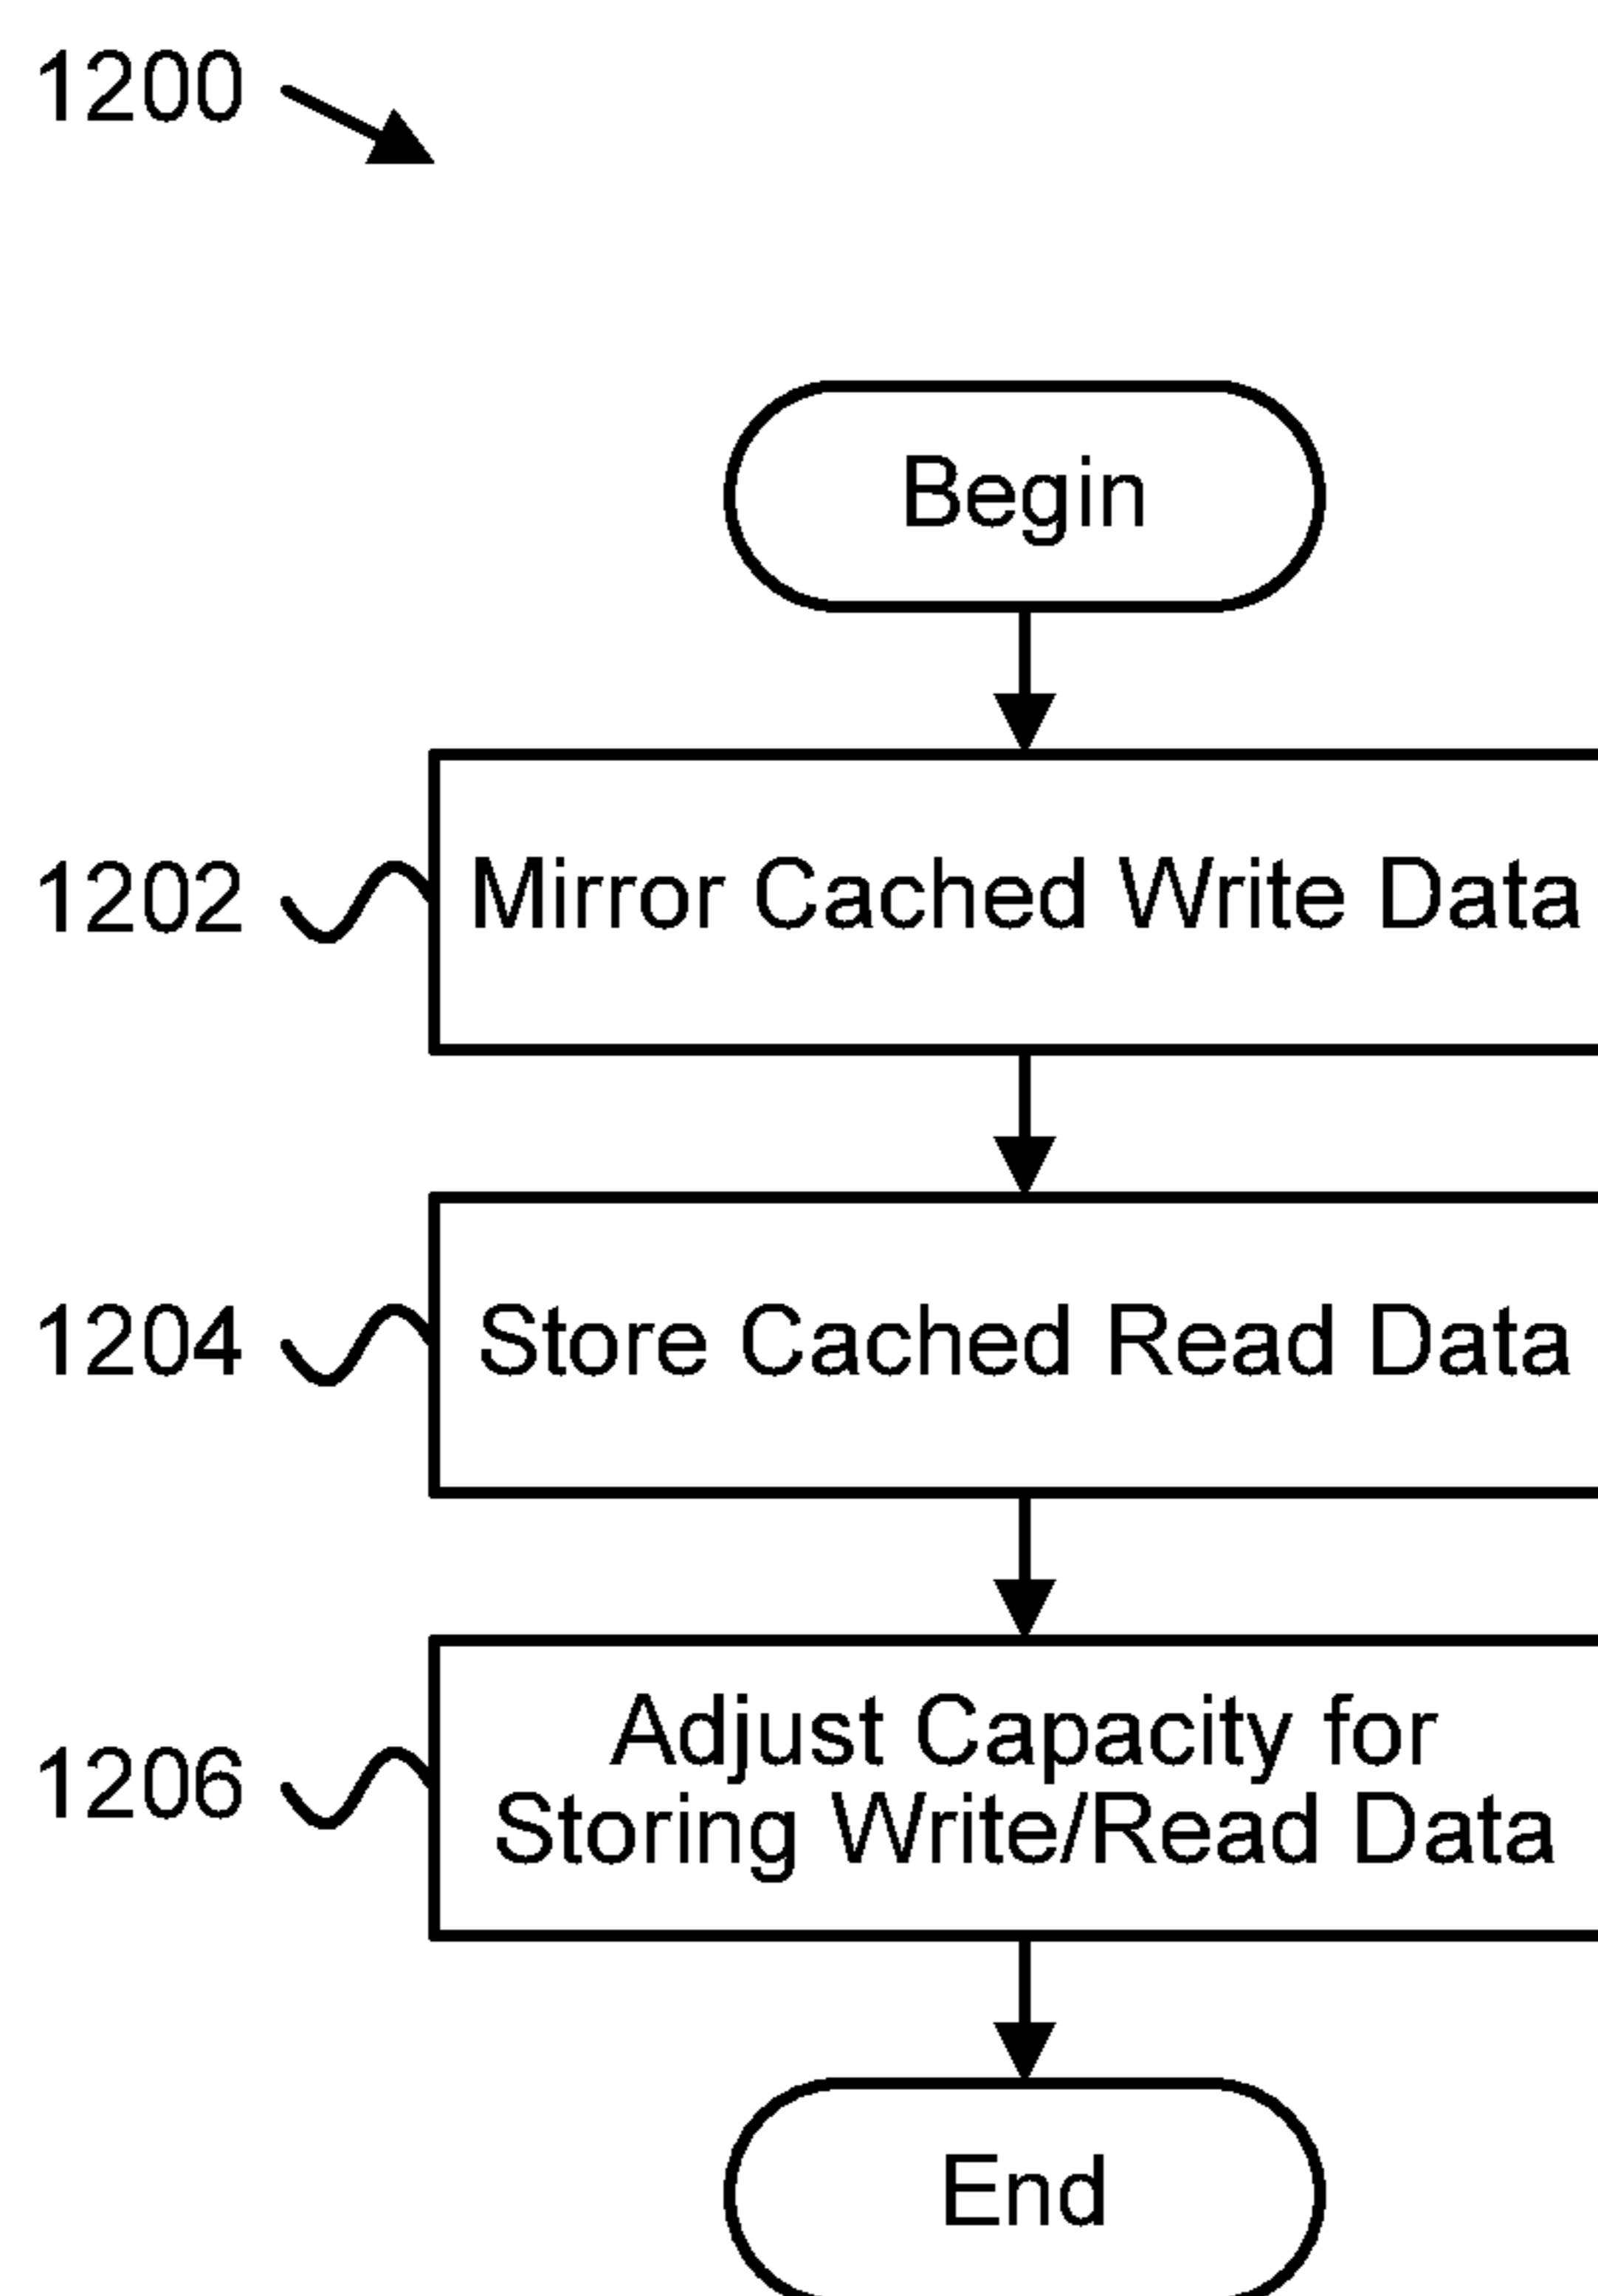 1200
Begin
1202 Mirror Cached Write Data
1204 Store Cached Read Data
1206 Adjust Capacity for
Storing Write/Read Data
End